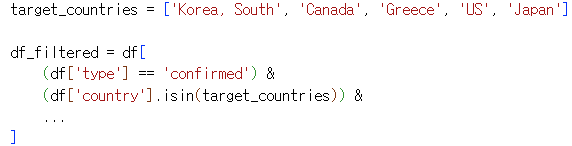 target_countries = ['Korea, South', 'Canada', 'Greece', 'US', 'Japan']
df_filtered = df[
(df['type'] == 'confirmed') &
(df['country'].isin(target_countries)) &
...
]